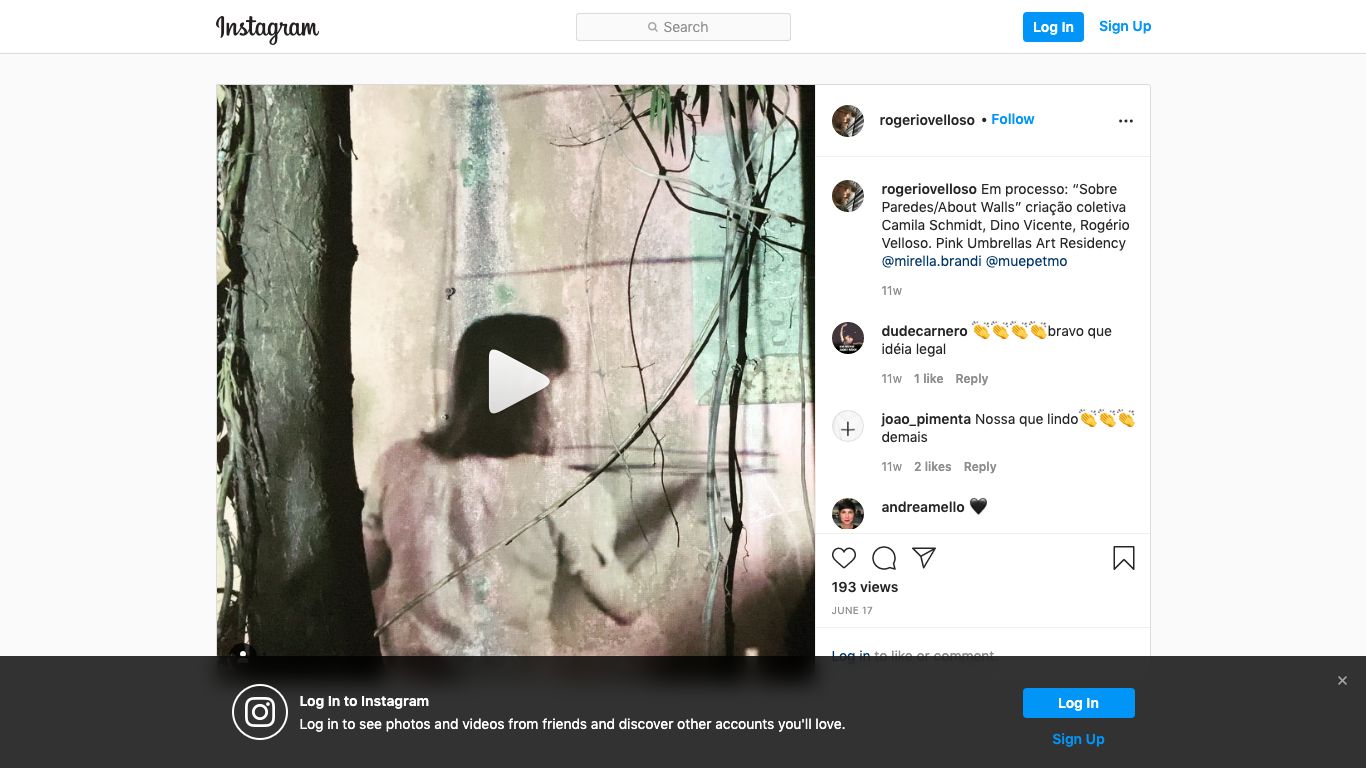 Instagram
Search
Log In
Sign Up
rogeriovelloso • Follow
rogeriovelloso Em processo: “Sobre
Paredes/About Walls” criação coletiva
Camila Schmidt, Dino Vicente, Rogério
Velloso. Pink Umbrellas Art Residency
@mirella.brandi @muepetmo
11w
dudecarnero 👏👏👏👏bravo que
idéia legal
11w 1 like Reply
joao_pimenta Nossa que lindo👏👏👏
demais
11w 2 likes Reply
andreamello 🖤
193 views
JUNE 17
Log in to like or comment.
Log In to Instagram
Log in to see photos and videos from friends and discover other accounts you'll love.
Log In
Sign Up